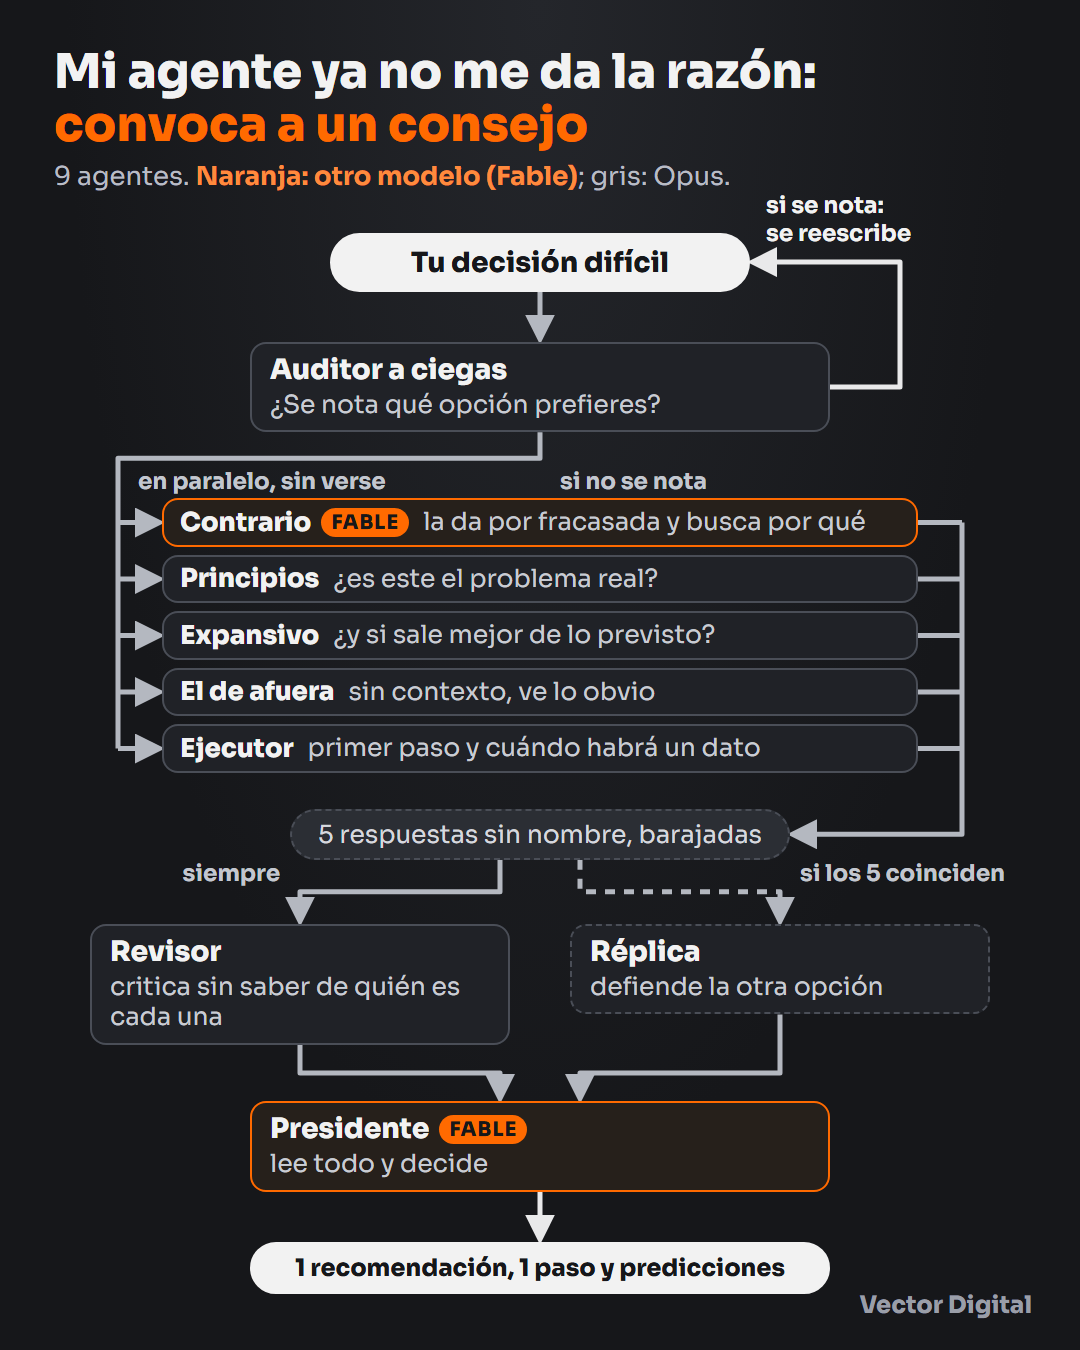 Mi agente ya no me da la razón:
convoca a un consejo
9 agentes. Naranja: otro modelo (Fable); gris: Opus.
si se nota:
se reescribe
Tu decisión difícil
Auditor a ciegas
¿Se nota qué opción prefieres?
en paralelo, sin verse
si no se nota
Contrario FABLE la da por fracasada y busca por qué
Principios ¿es este el problema real?
Expansivo ¿y si sale mejor de lo previsto?
El de afuera sin contexto, ve lo obvio
Ejecutor primer paso y cuándo habrá un dato
5 respuestas sin nombre, barajadas
siempre
si los 5 coinciden
Revisor
critica sin saber de quién es
cada una
Réplica
defiende la otra opción
Presidente FABLE
lee todo y decide
1 recomendación, 1 paso y predicciones
Vector Digital